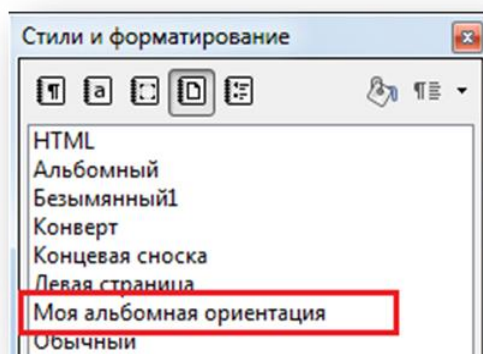 Стили и форматирование
HTML
Альбомный
Безымянный1
Конверт
Концевая сноска
Левая страница
Моя альбомная ориентация
Обычный